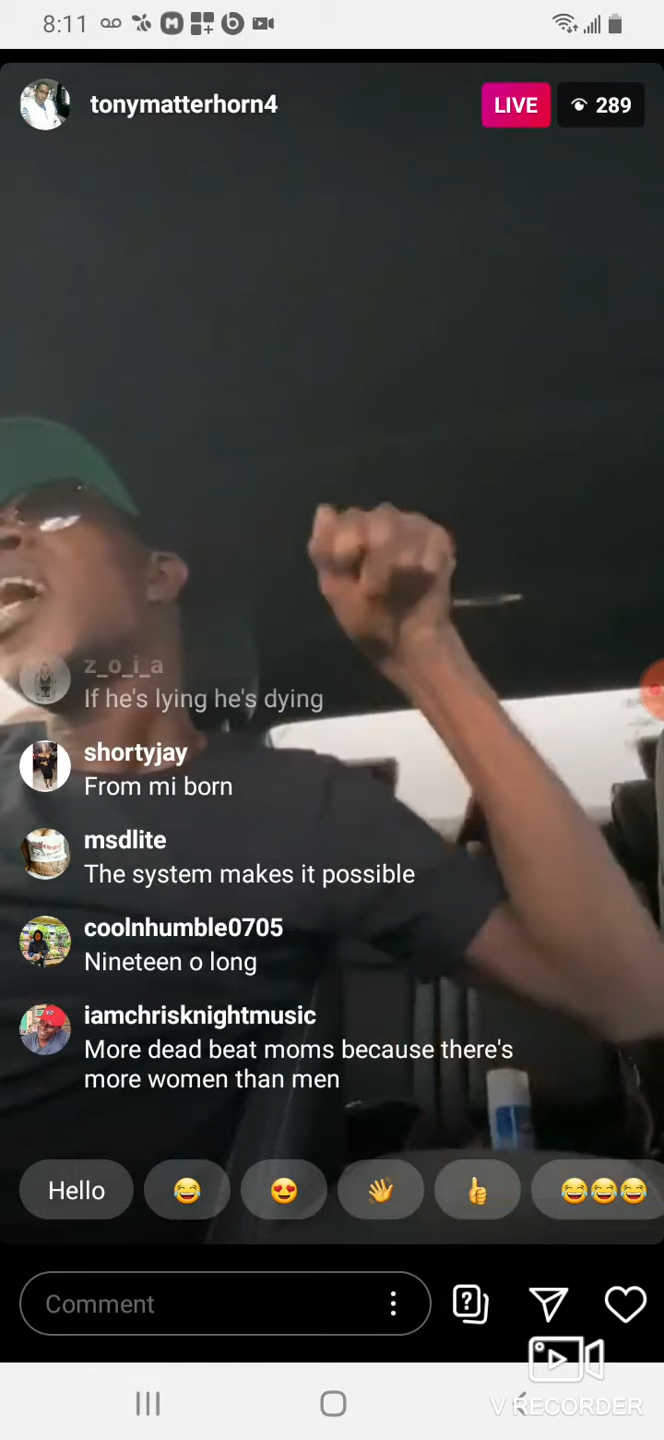 8:11
tonymatterhorn4
LIVE
289
z_o_i_a
If he's lying he's dying
shortyjay
From mi born
msdlite
The system makes it possible
coolnhumble0705
Nineteen o long
iamchrisknightmusic
More dead beat moms because there's
more women than men
Hello
Comment
V RECORDER